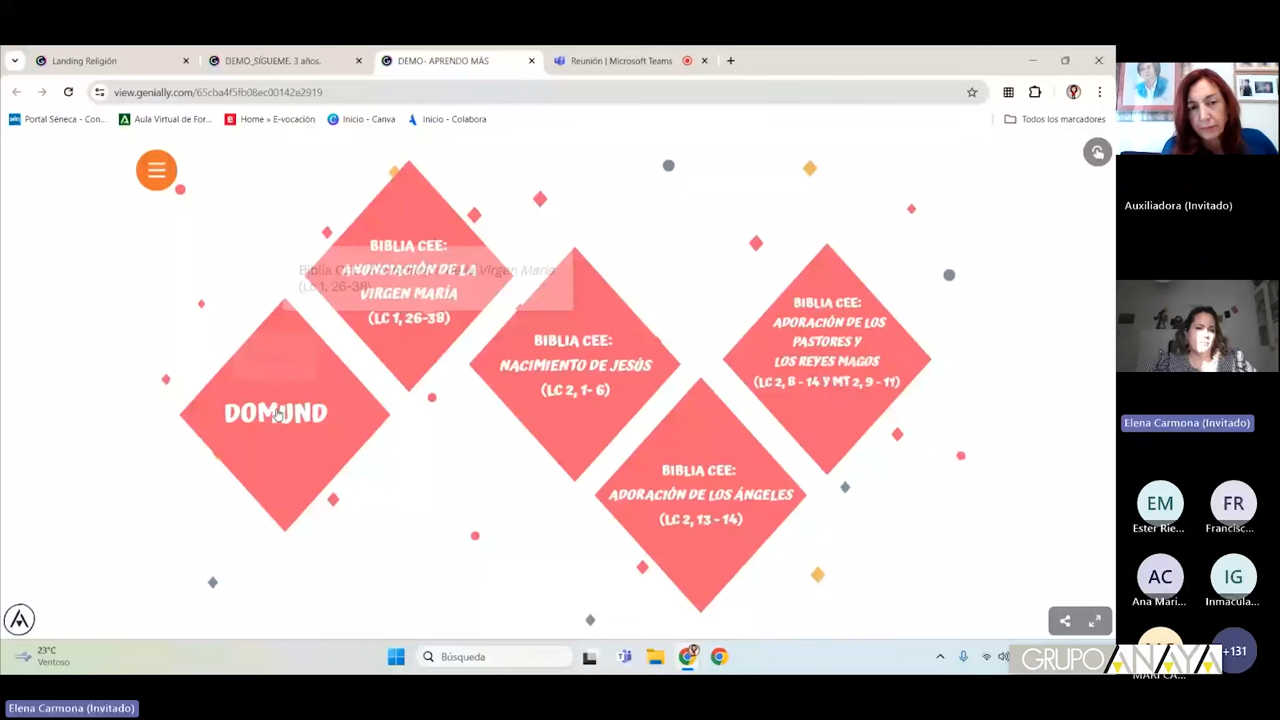 Landing Religión
DEMO_SÍGUEME. 3 años.
DEMO- APRENDO MÁS
Reunión | Microsoft Teams
view.genially.com/65cba4f5fb08ec00142e2919
Portal Séneca - Con...
Aula Virtual de For...
Home » E-vocación
Inicio - Canva
Inicio - Colabora
Todos los marcadores
BIBLIA CEE:
ANUNCIACIÓN DE LA
VIRGEN MARÍA
(LC 1, 26-38)
DOMUND
BIBLIA CEE:
NACIMIENTO DE JESÚS
(LC 2, 1- 6)
BIBLIA CEE:
ADORACIÓN DE LOS ÁNGELES
(LC 2, 13 - 14)
BIBLIA CEE:
ADORACIÓN DE LOS
PASTORES Y
LOS REYES MAGOS
(LC 2, 8 - 14 Y MT 2, 9 - 11)
23°C
Ventoso
Búsqueda
Auxiliadora (Invitado)
Elena Carmona (Invitado)
EM
Ester Rie...
FR
Francisc...
AC
Ana Mari...
IG
Inmacula...
+131
GRUPO ANAYA
Elena Carmona (Invitado)